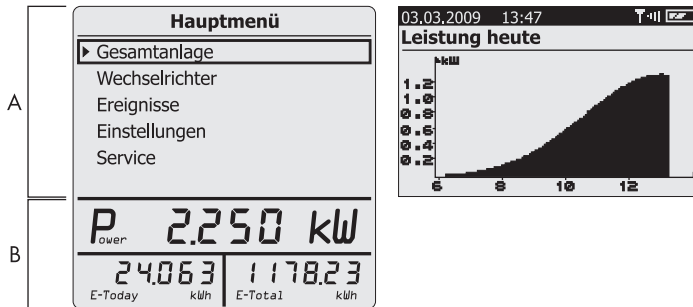 Hauptmenü
Gesamtanlage
Wechselrichter
Ereignisse
Einstellungen
Service
A
Power 2.250 kW
24.063 1178.23
E-Today kWh E-Total kWh
B
03.03.2009 13:47
Leistung heute
kW
1.2
1.0
0.8
0.6
0.4
0.2
6 8 10 12